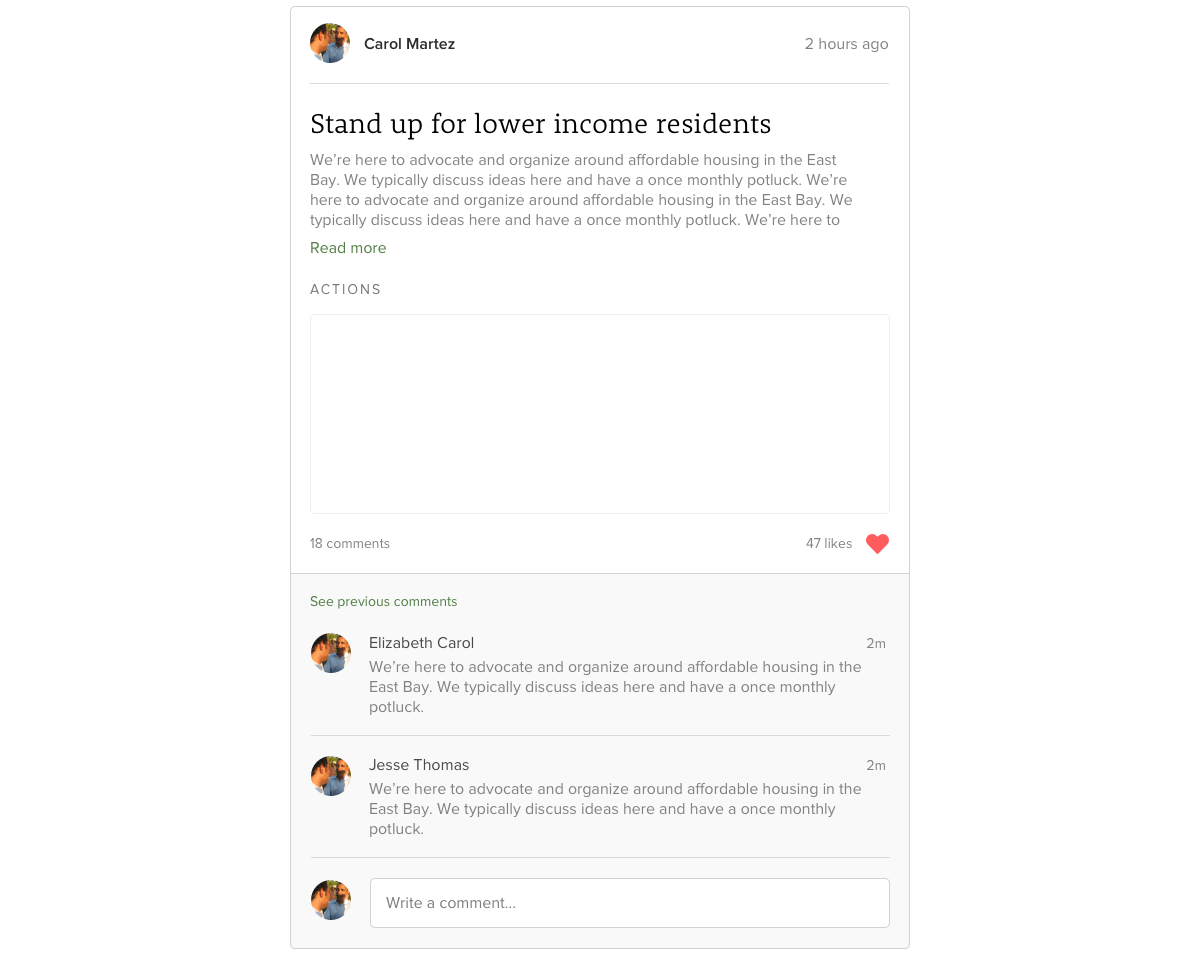 Carol Martez
2 hours ago
Stand up for lower income residents
We’re here to advocate and organize around affordable housing in the East
Bay. We typically discuss ideas here and have a once monthly potluck. We’re
here to advocate and organize around affordable housing in the East Bay. We
typically discuss ideas here and have a once monthly potluck. We’re here to
Read more
ACTIONS
18 comments
47 likes
See previous comments
Elizabeth Carol
2m
We’re here to advocate and organize around affordable housing in the
East Bay. We typically discuss ideas here and have a once monthly
potluck.
Jesse Thomas
2m
We’re here to advocate and organize around affordable housing in the
East Bay. We typically discuss ideas here and have a once monthly
potluck.
Write a comment...